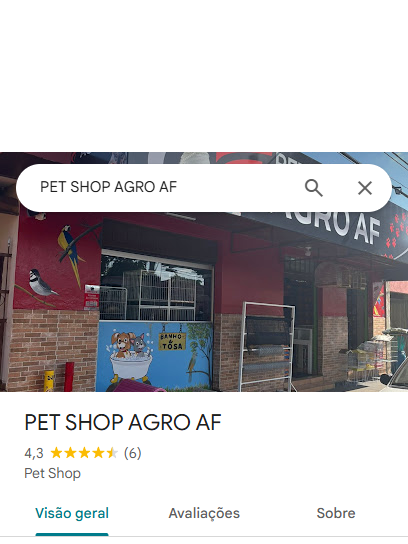 PET SHOP AGRO AF
AGRO AF
BANHO
TOSA
PET SHOP AGRO AF
4,3 (6)
Pet Shop
Visão geral Avaliações Sobre